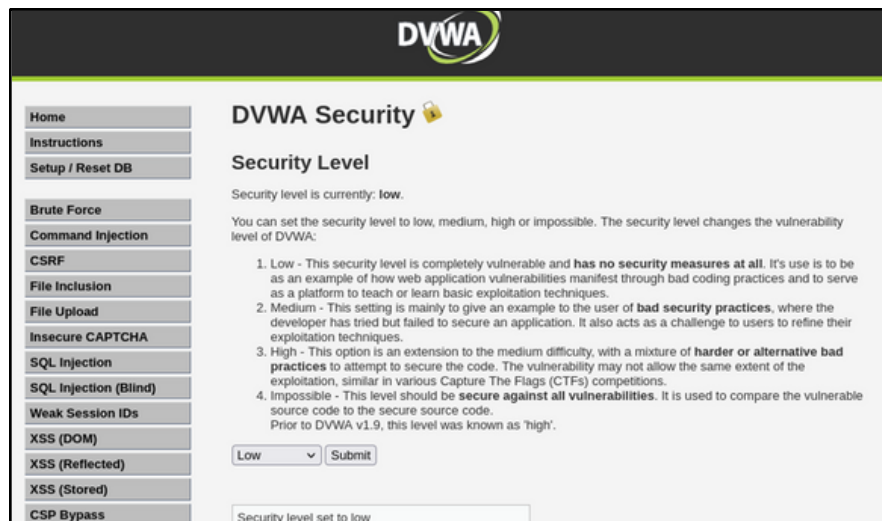 DVWA
Home
Instructions
Setup / Reset DB
Brute Force
Command Injection
CSRF
File Inclusion
File Upload
Insecure CAPTCHA
SQL Injection
SQL Injection (Blind)
Weak Session IDs
XSS (DOM)
XSS (Reflected)
XSS (Stored)
CSP Bypass
DVWA Security
Security Level
Security level is currently: low.
You can set the security level to low, medium, high or impossible. The security level changes the vulnerability
level of DVWA:
1. Low - This security level is completely vulnerable and has no security measures at all. It's use is to be
as an example of how web application vulnerabilities manifest through bad coding practices and to serve
as a platform to teach or learn basic exploitation techniques.
2. Medium - This setting is mainly to give an example to the user of bad security practices, where the
developer has tried but failed to secure an application. It also acts as a challenge to users to refine their
exploitation techniques.
3. High - This option is an extension to the medium difficulty, with a mixture of harder or alternative bad
practices to attempt to secure the code. The vulnerability may not allow the same extent of the
exploitation, similar in various Capture The Flags (CTFs) competitions.
4. Impossible - This level should be secure against all vulnerabilities. It is used to compare the vulnerable
source code to the secure source code.
Prior to DVWA v1.9, this level was known as 'high'.
Low Submit
Security level set to low